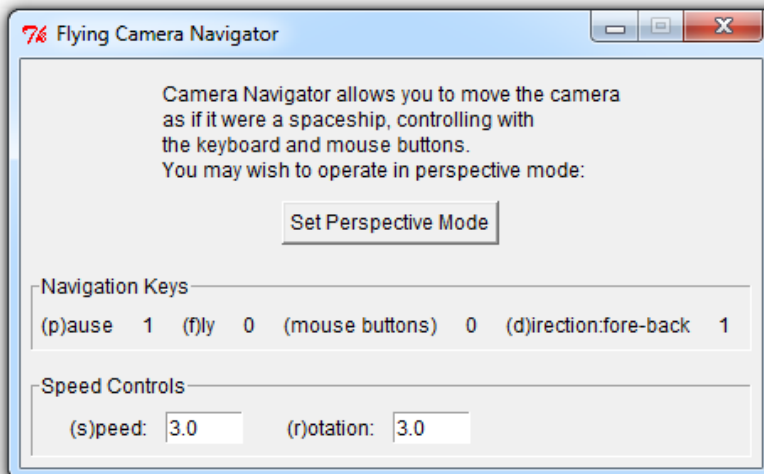 Flying Camera Navigator
Camera Navigator allows you to move the camera
as if it were a spaceship, controlling with
the keyboard and mouse buttons.
You may wish to operate in perspective mode:
Set Perspective Mode
Navigation Keys
(p)ause 1 (f)ly 0 (mouse buttons) 0 (d)irection:fore-back 1
Speed Controls
(s)peed: 3.0 (r)otation: 3.0